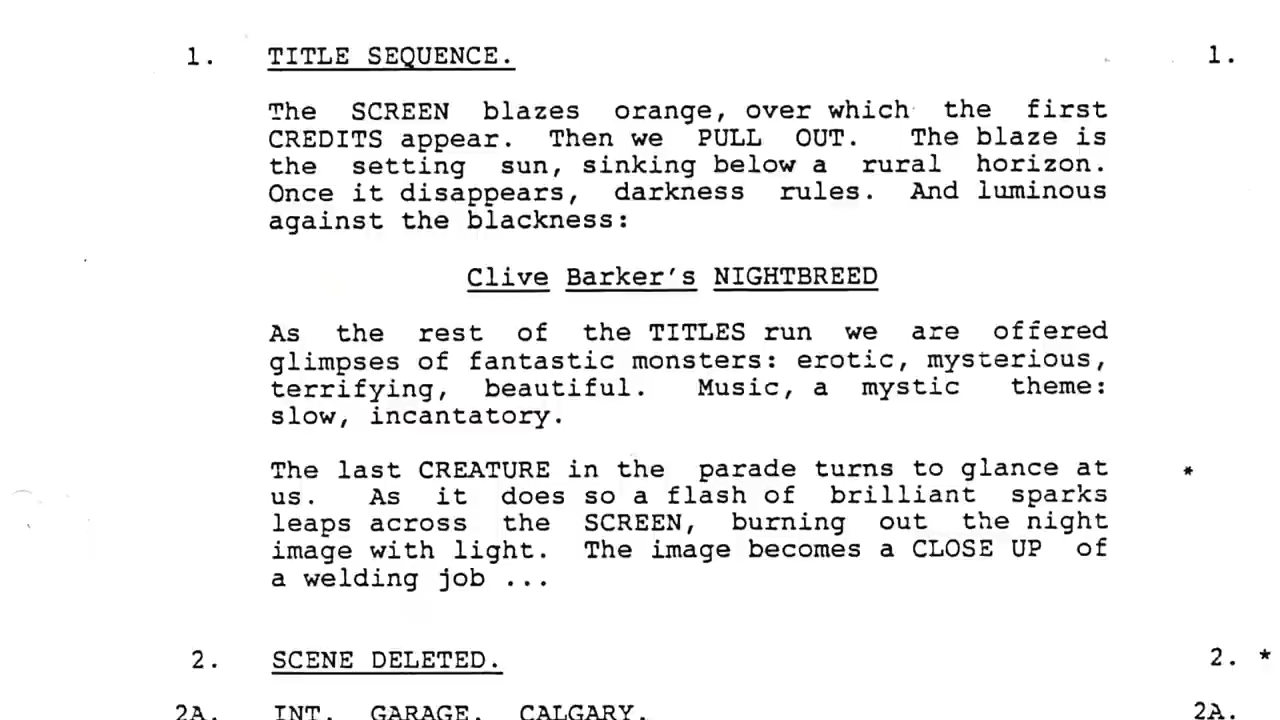 1. TITLE SEQUENCE. 1.
The SCREEN blazes orange, over which the first
CREDITS appear. Then we PULL OUT. The blaze is
the setting sun, sinking below a rural horizon.
Once it disappears, darkness rules. And luminous
against the blackness:
Clive Barker's NIGHTBREED
As the rest of the TITLES run we are offered
glimpses of fantastic monsters: erotic, mysterious,
terrifying, beautiful. Music, a mystic theme:
slow, incantatory.
The last CREATURE in the parade turns to glance at *
us. As it does so a flash of brilliant sparks
leaps across the SCREEN, burning out the night
image with light. The image becomes a CLOSE UP of
a welding job ...
2. SCENE DELETED. 2. *
2A. INT. GARAGE. CALGARY. 2A.